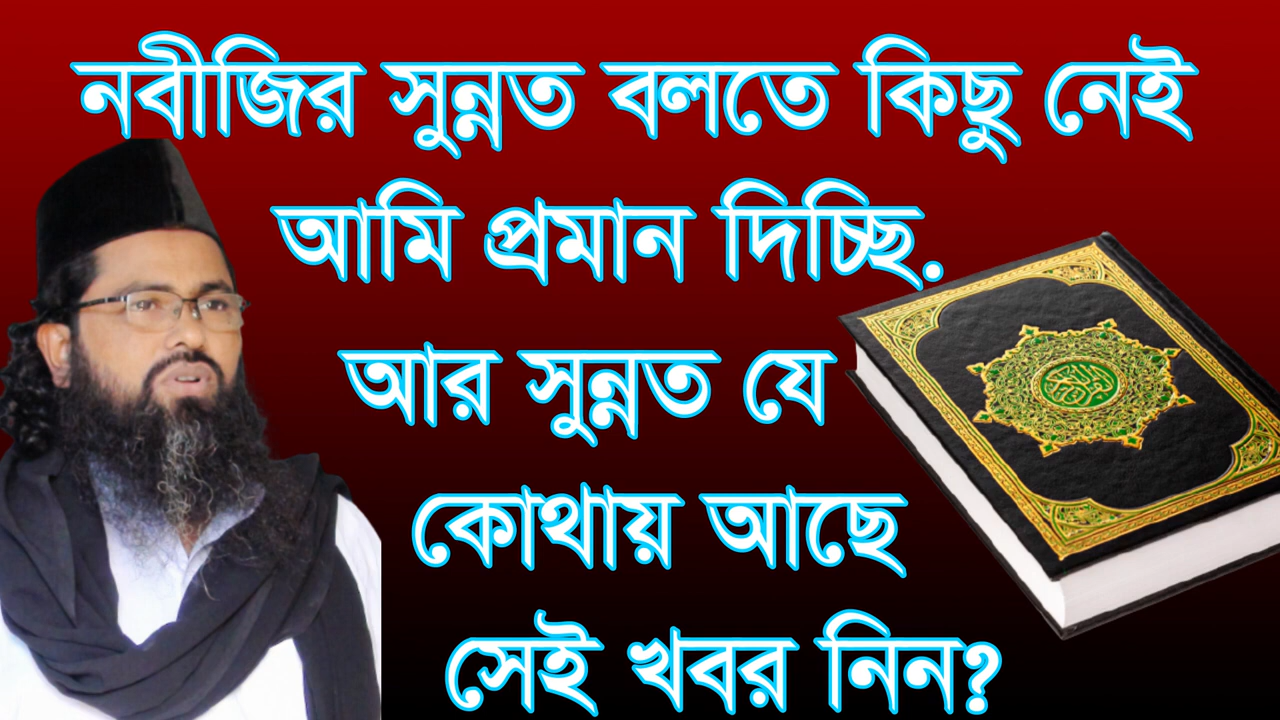 নবীজির সুন্নত বলতে কিছু নেই
আমি প্রমান দিচ্ছি.
আর সুন্নত যে
কোথায় আছে
সেই খবর নিন?